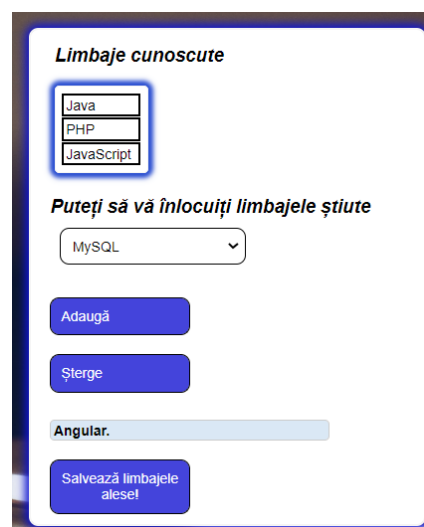 Limbaje cunoscute
Java
PHP
JavaScript
Puteți să vă înlocuiți limbajele știute
MySQL
Adaugă
Șterge
Angular.
Salvează limbajele
alese!